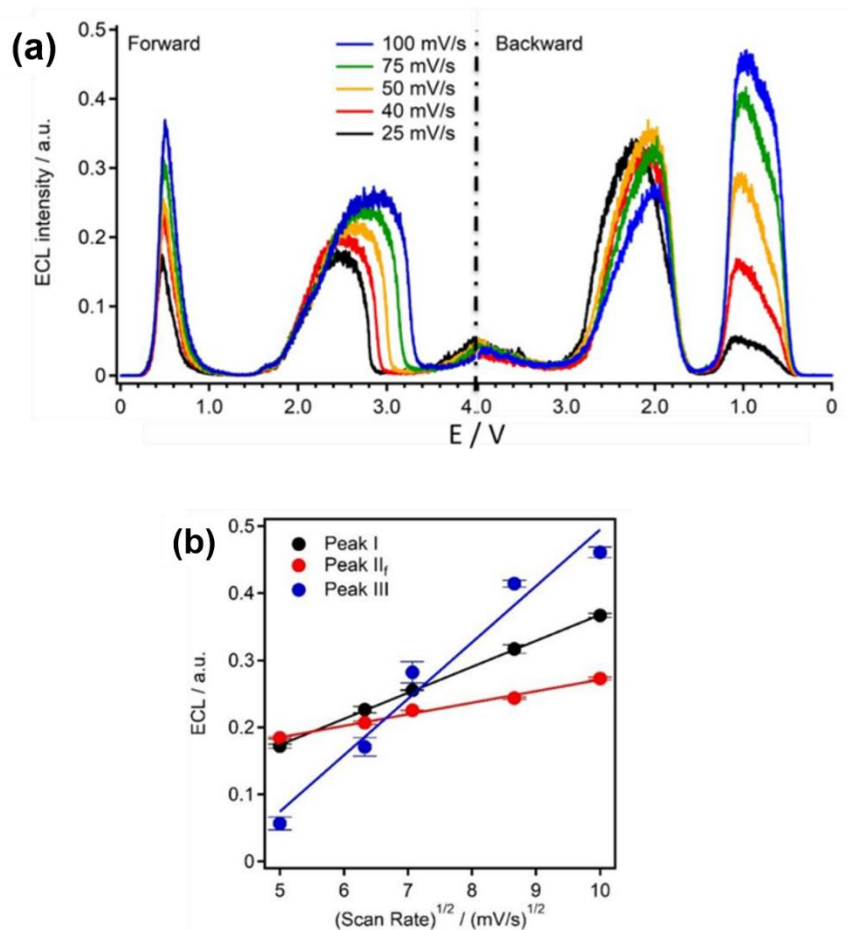 (a)
Forward
100 mV/s
75 mV/s
50 mV/s
40 mV/s
25 mV/s
Backward
ECL intensity / a.u.
0.5
0.4
0.3
0.2
0.1
0
0 1.0 2.0 3.0 4.0 3.0 2.0 1.0 0
E / V
(b)
Peak I
Peak IIf
Peak III
ECL / a.u.
0.5
0.4
0.3
0.2
0.1
0
5 6 7 8 9 10
(Scan Rate)1/2 / (mV/s)1/2